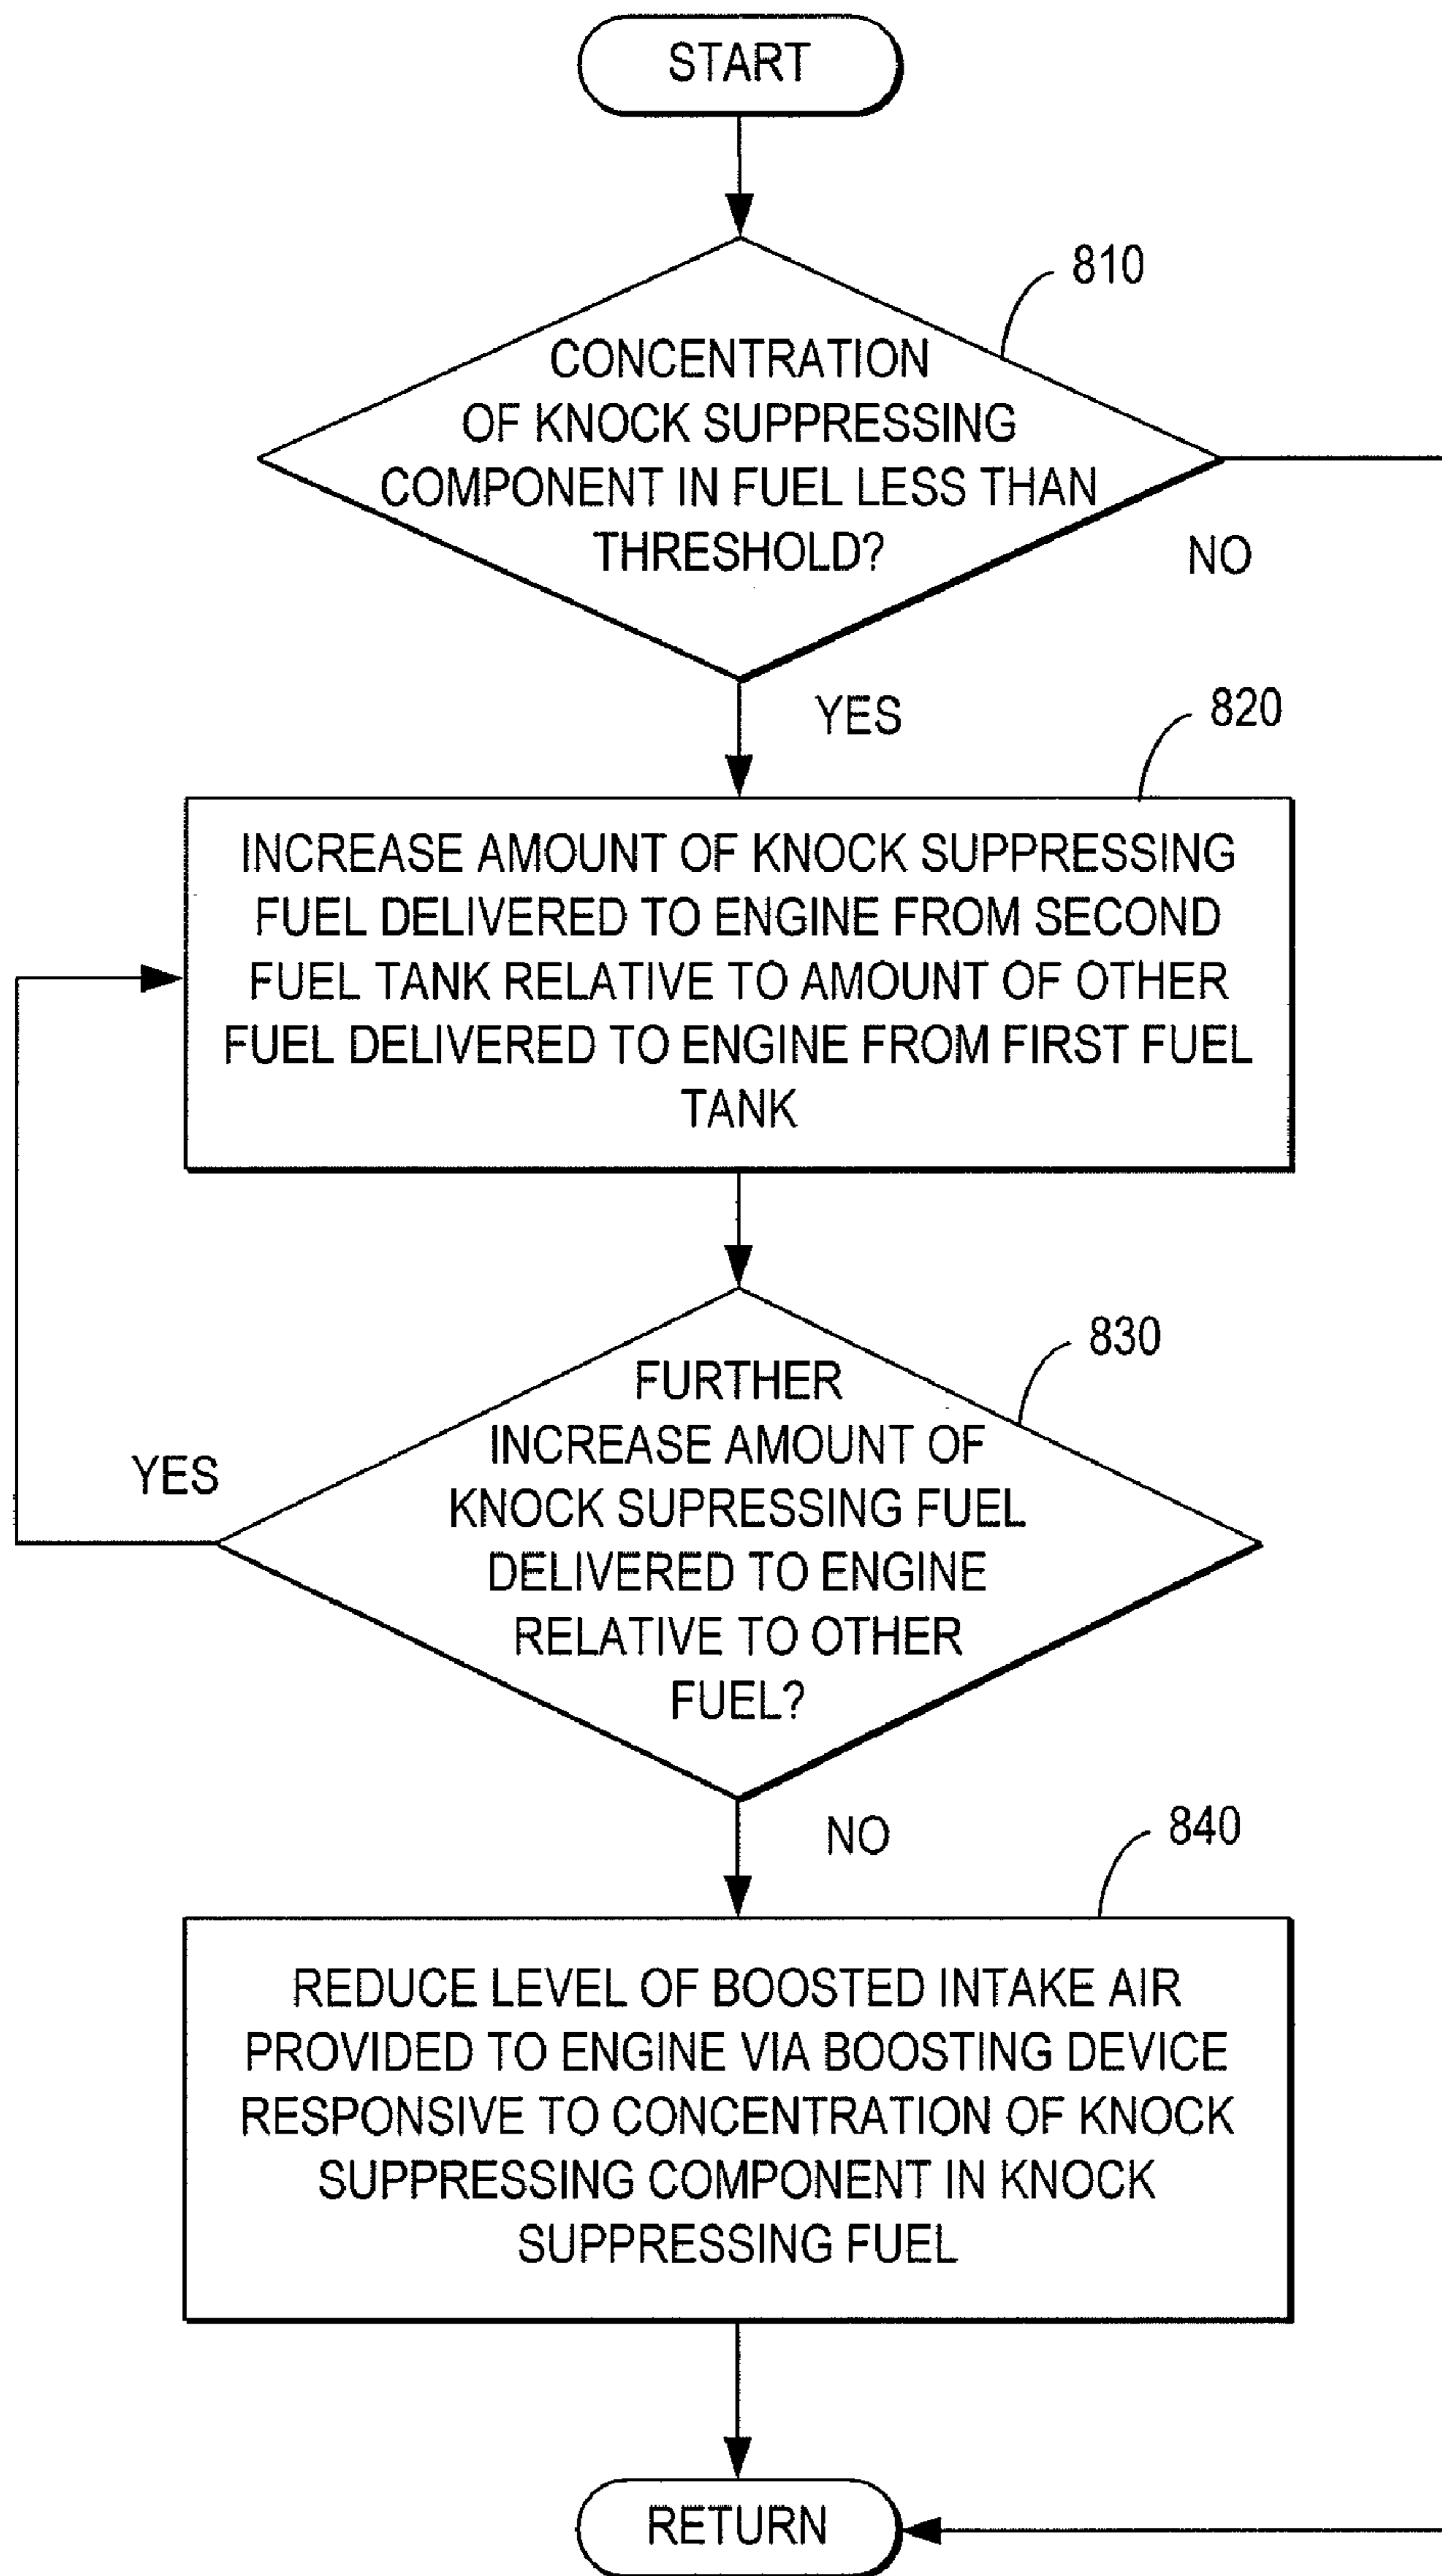 START
810
CONCENTRATION
OF KNOCK SUPPRESSING
COMPONENT IN FUEL LESS THAN
THRESHOLD?
NO
YES
820
INCREASE AMOUNT OF KNOCK SUPPRESSING
FUEL DELIVERED TO ENGINE FROM SECOND
FUEL TANK RELATIVE TO AMOUNT OF OTHER
FUEL DELIVERED TO ENGINE FROM FIRST FUEL
TANK
830
FURTHER
INCREASE AMOUNT OF
KNOCK SUPRESSING FUEL
DELIVERED TO ENGINE
RELATIVE TO OTHER
FUEL?
YES
NO
840
REDUCE LEVEL OF BOOSTED INTAKE AIR
PROVIDED TO ENGINE VIA BOOSTING DEVICE
RESPONSIVE TO CONCENTRATION OF KNOCK
SUPPRESSING COMPONENT IN KNOCK
SUPPRESSING FUEL
RETURN